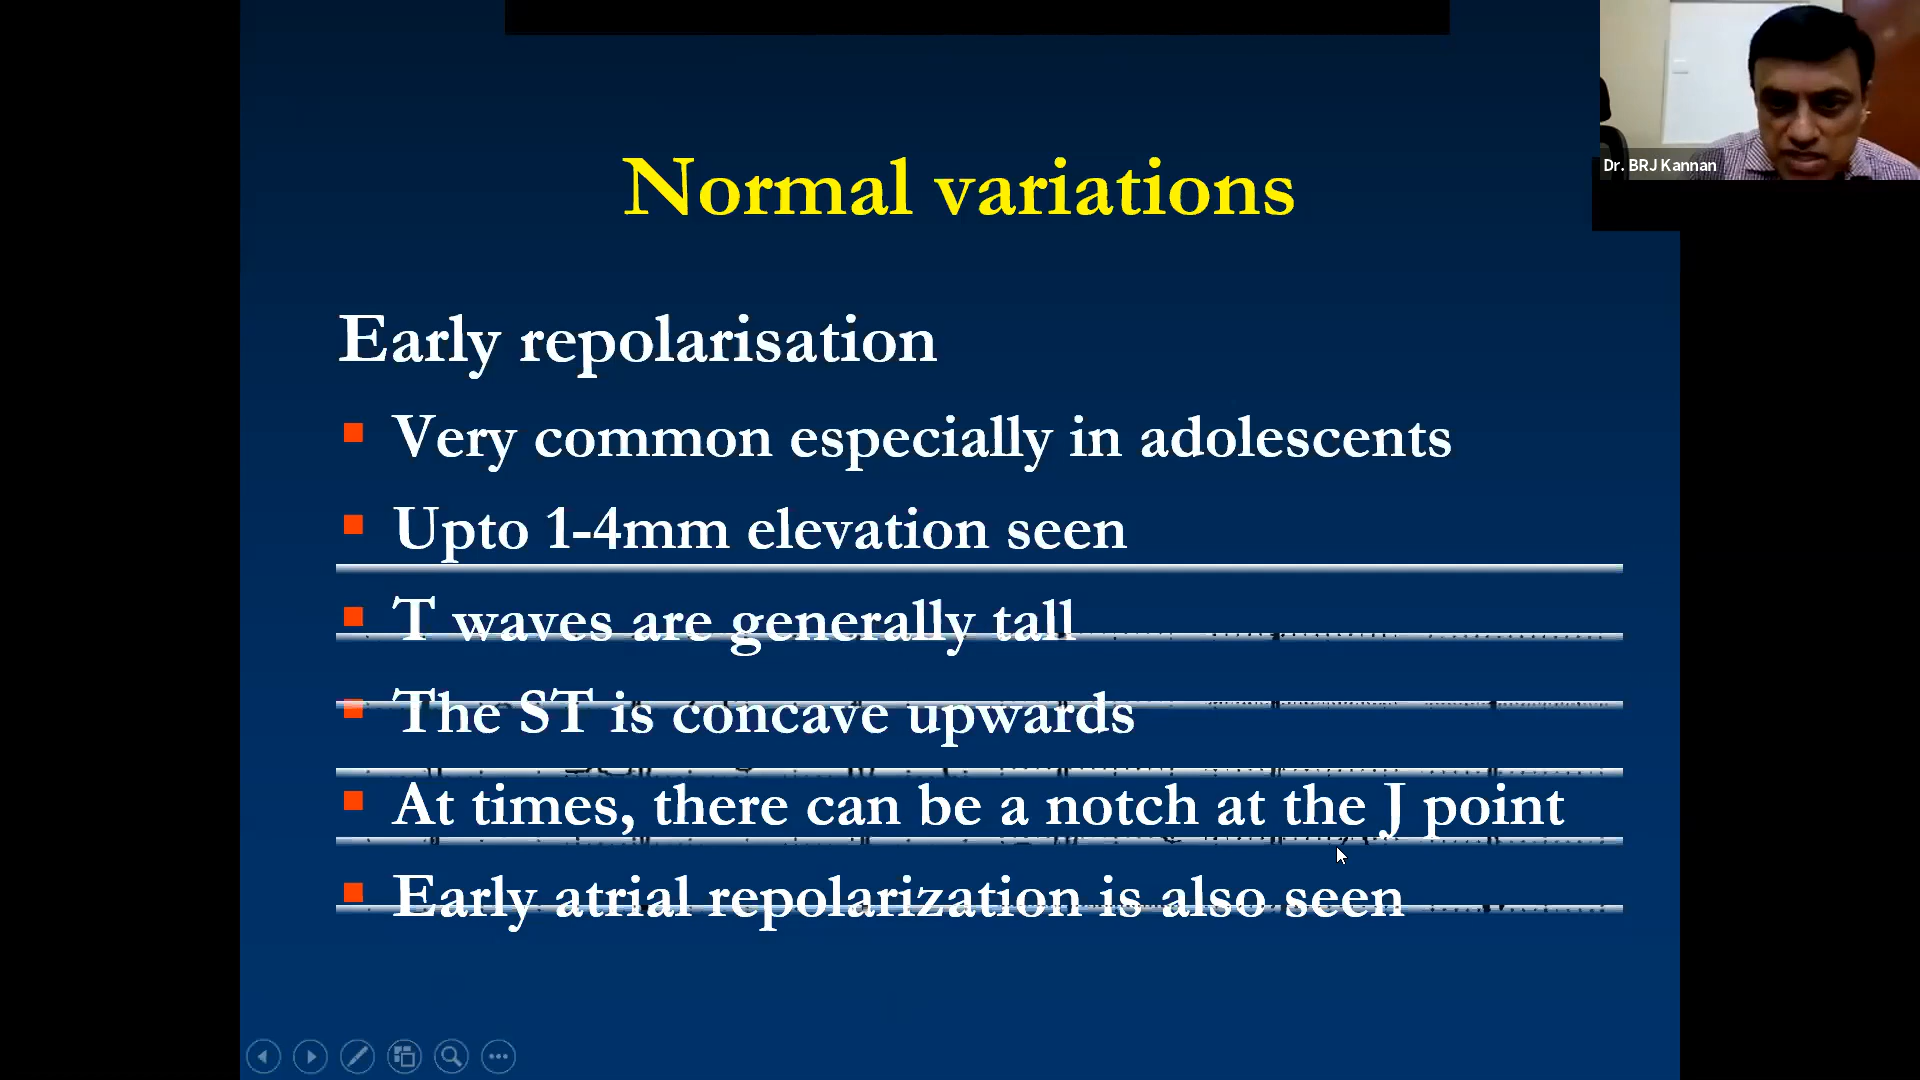 Dr. BRJ Kannan
Normal variations
Early repolarisation
Very common especially in adolescents
Upto 1-4mm elevation seen
T waves are generally tall
The ST is concave upwards
At times, there can be a notch at the J point
Early atrial repolarization is also seen